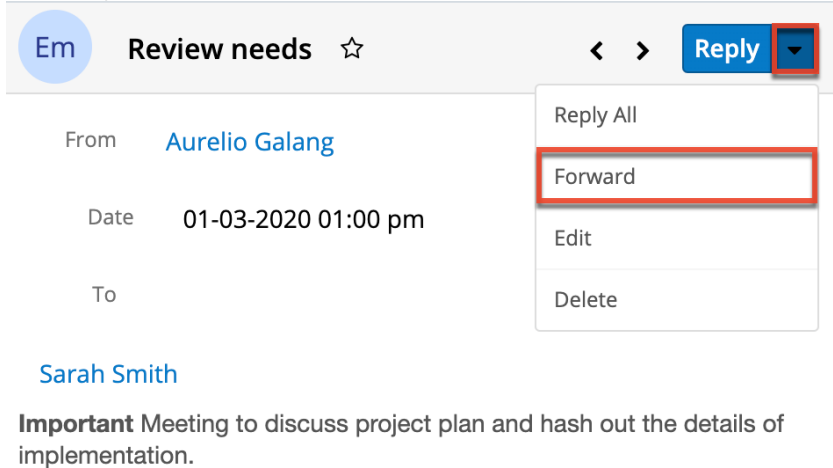 Em
Review needs
Reply
Reply All
Forward
Edit
Delete
From Aurelio Galang
Date 01-03-2020 01:00 pm
To
Sarah Smith
Important Meeting to discuss project plan and hash out the details of
implementation.